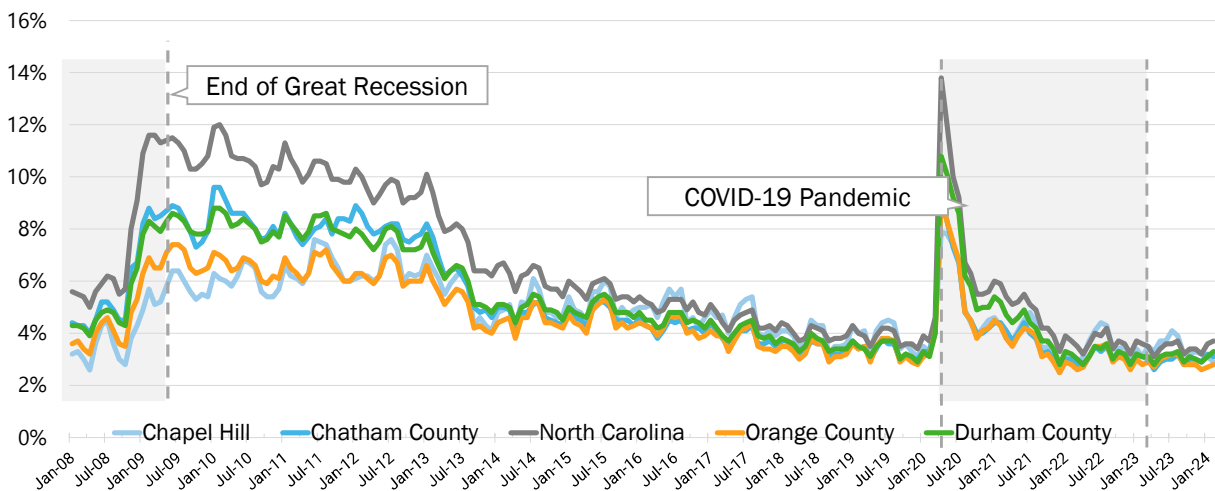 16%
14%
End of Great Recession
12%
10%
COVID-19 Pandemic
8%
6%
4%
2%
Chapel Hill Chatham County North Carolina Orange County Durham County
0%
Jan-08 Jul-08 Jan-09 Jul-09 Jan-10 Jul-10 Jan-11 Jul-11 Jan-12 Jul-12 Jan-13 Jul-13 Jan-14 Jul-14 Jan-15 Jul-15 Jan-16 Jul-16 Jan-17 Jul-17 Jan-18 Jul-18 Jan-19 Jul-19 Jan-20 Jul-20 Jan-21 Jul-21 Jan-22 Jul-22 Jan-23 Jul-23 Jan-24